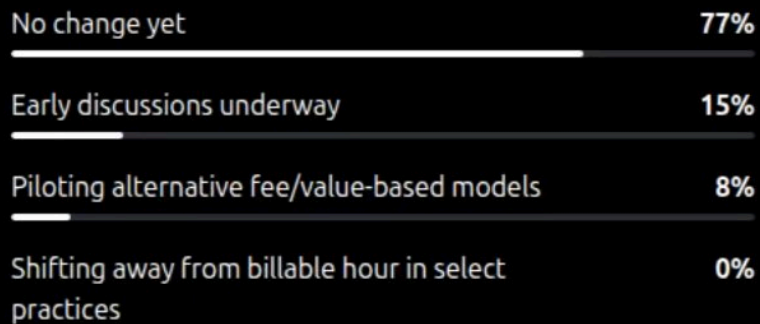 No change yet 77%
Early discussions underway 15%
Piloting alternative fee/value-based models 8%
Shifting away from billable hour in select 0%
practices